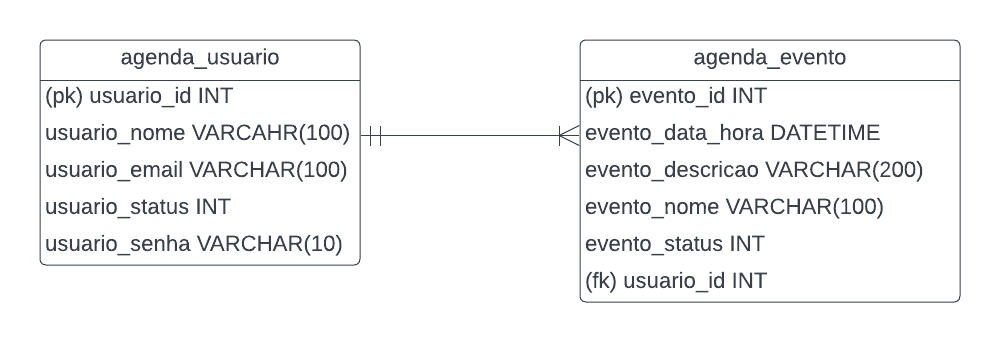 agenda_usuario
(pk) usuario_id INT
usuario_nome VARCAHR(100)
usuario_email VARCHAR(100)
usuario_status INT
usuario_senha VARCHAR(10)
agenda_evento
(pk) evento_id INT
evento_data_hora DATETIME
evento_descricao VARCHAR(200)
evento_nome VARCHAR(100)
evento_status INT
(fk) usuario_id INT